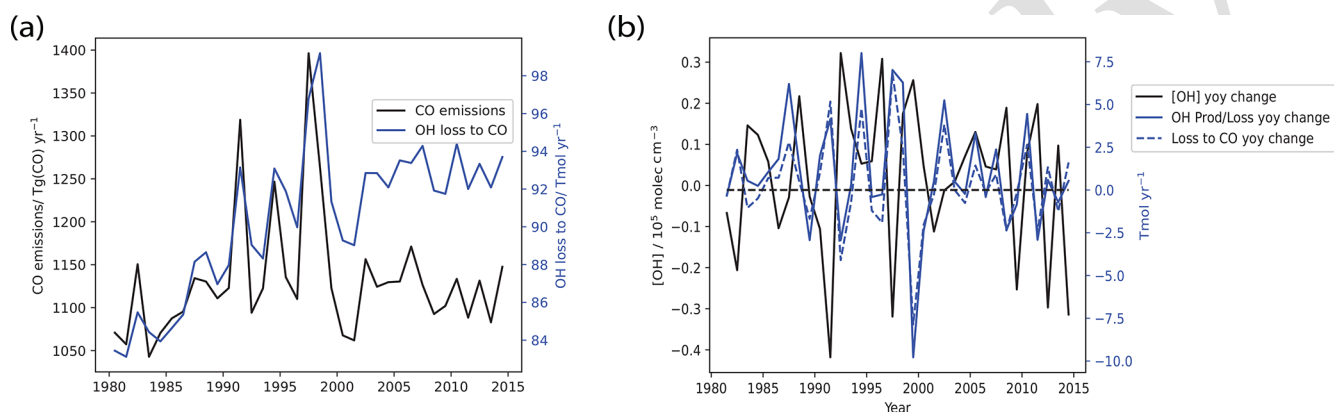 (a)
CO emissions/ Tg(CO) yr⁻¹
1400
1350
1300
1250
1200
1150
1100
1050
1980 1985 1990 1995 2000 2005 2010 2015
98
96
94
92
90
88
86
84
OH loss to CO/ Tmol yr⁻¹
CO emissions
OH loss to CO
(b)
[OH] / 10⁵ molec cm⁻³
0.3
0.2
0.1
0.0
−0.1
−0.2
−0.3
−0.4
1980 1985 1990 1995 2000 2005 2010 2015
Year
7.5
5.0
2.5
0.0
−2.5
−5.0
−7.5
−10.0
Tmol yr⁻¹
[OH] yoy change
OH Prod/Loss yoy change
Loss to CO yoy change